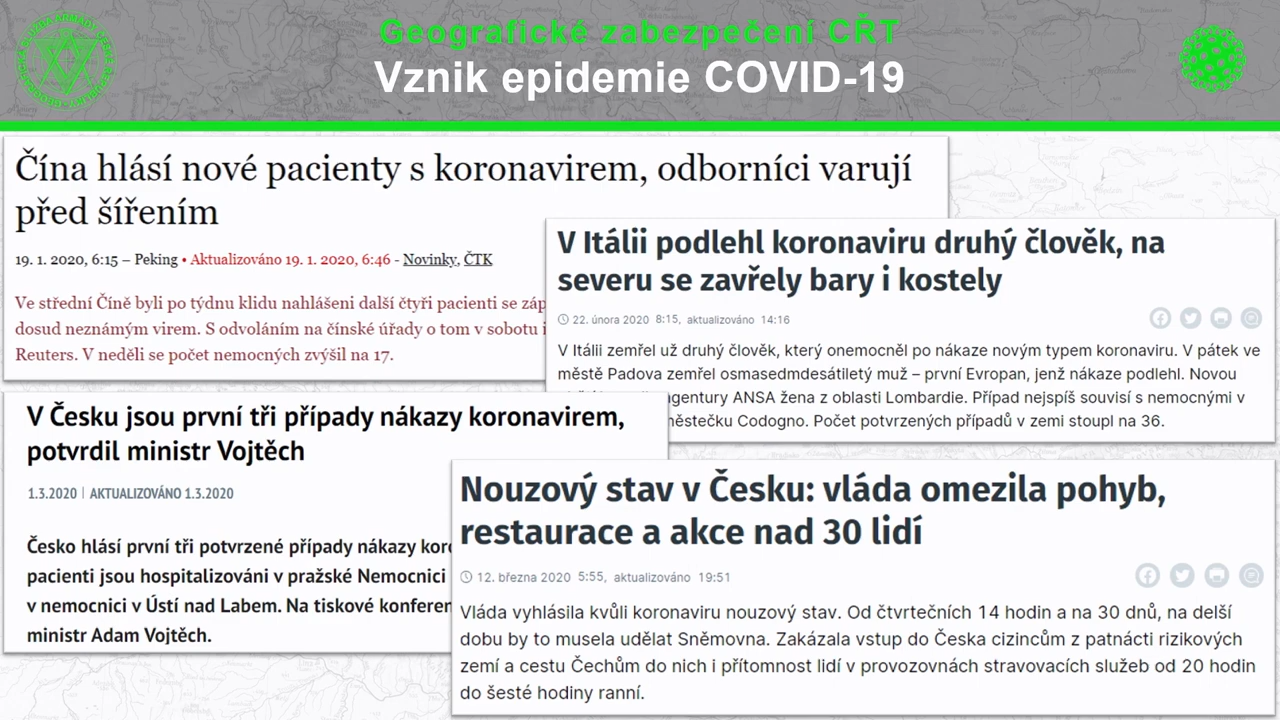 Geografické zabezpečení CŘT
Vznik epidemie COVID-19
Čína hlásí nové pacienty s koronavirem, odborníci varují
před šířením
19. 1. 2020, 6:15 – Peking • Aktualizováno 19. 1. 2020, 6:46 - Novinky, ČTK
Ve střední Číně byli po týdnu klidu nahlášeni další čtyři pacienti se záp
dosud neznámým virem. S odvoláním na čínské úřady o tom v sobotu i
Reuters. V neděli se počet nemocných zvýšil na 17.
V Itálii podlehl koronaviru druhý člověk, na
severu se zavřely bary i kostely
22. února 2020 8:15, aktualizováno 14:16
V Itálii zemřel už druhý člověk, který onemocněl po nákaze novým typem koronaviru. V pátek ve
městě Padova zemřel osmasedmdesátiletý muž – první Evropan, jenž nákaze podlehl. Novou
agentury ANSA žena z oblasti Lombardie. Případ nejspíš souvisí s nemocnými v
městečku Codogno. Počet potvrzených případů v zemi stoupl na 36.
V Česku jsou první tři případy nákazy koronavirem,
potvrdil ministr Vojtěch
1.3.2020 | AKTUALIZOVÁNO 1.3.2020
Česko hlásí první tři potvrzené případy nákazy koro
pacienti jsou hospitalizováni v pražské Nemocnici
v nemocnici v Ústí nad Labem. Na tiskové konferen
ministr Adam Vojtěch.
Nouzový stav v Česku: vláda omezila pohyb,
restaurace a akce nad 30 lidí
12. března 2020 5:55, aktualizováno 19:51
Vláda vyhlásila kvůli koronaviru nouzový stav. Od čtvrtečních 14 hodin a na 30 dnů, na delší
dobu by to musela udělat Sněmovna. Zakázala vstup do Česka cizincům z patnácti rizikových
zemí a cestu Čechům do nich i přítomnost lidí v provozovnách stravovacích služeb od 20 hodin
do šesté hodiny ranní.